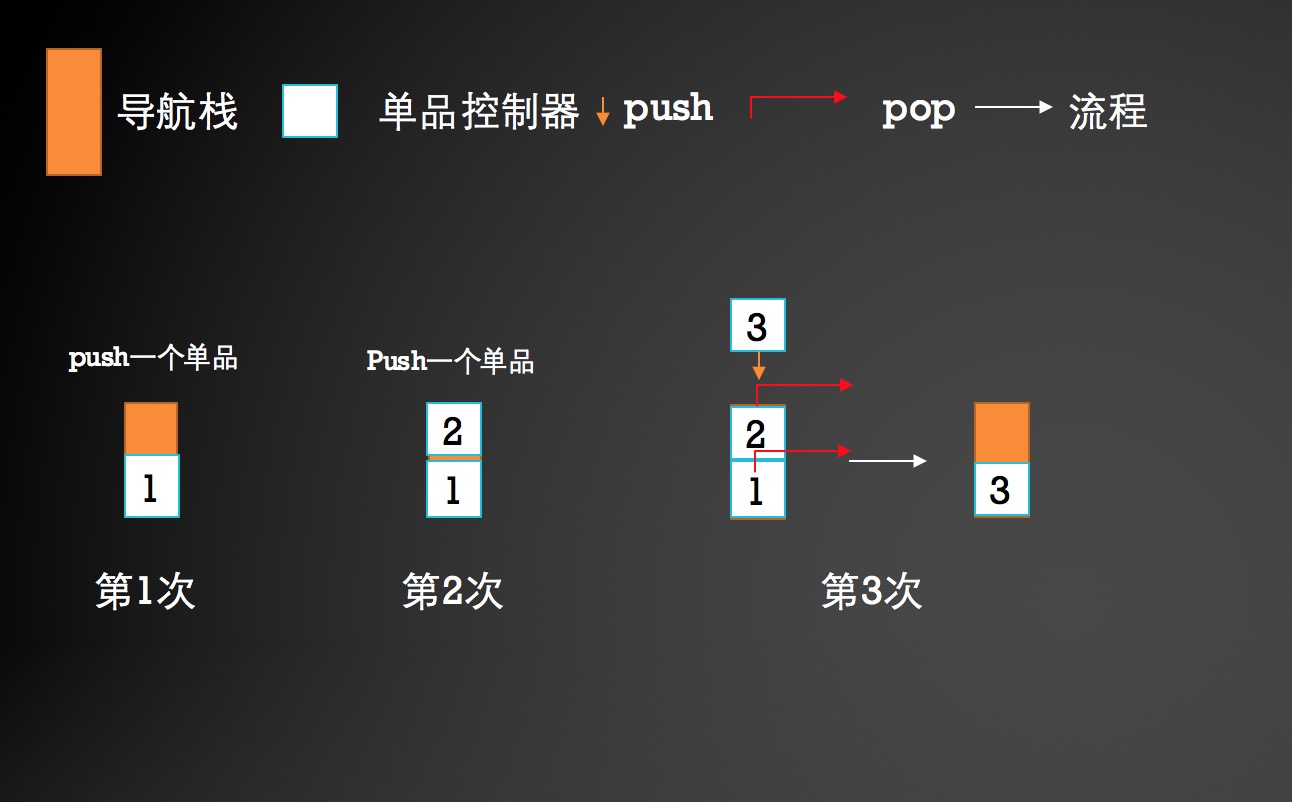 导航栈 单品控制器 push pop 流程
3
push一个单品 Push一个单品
2 2
1 1 1 3
第1次 第2次 第3次